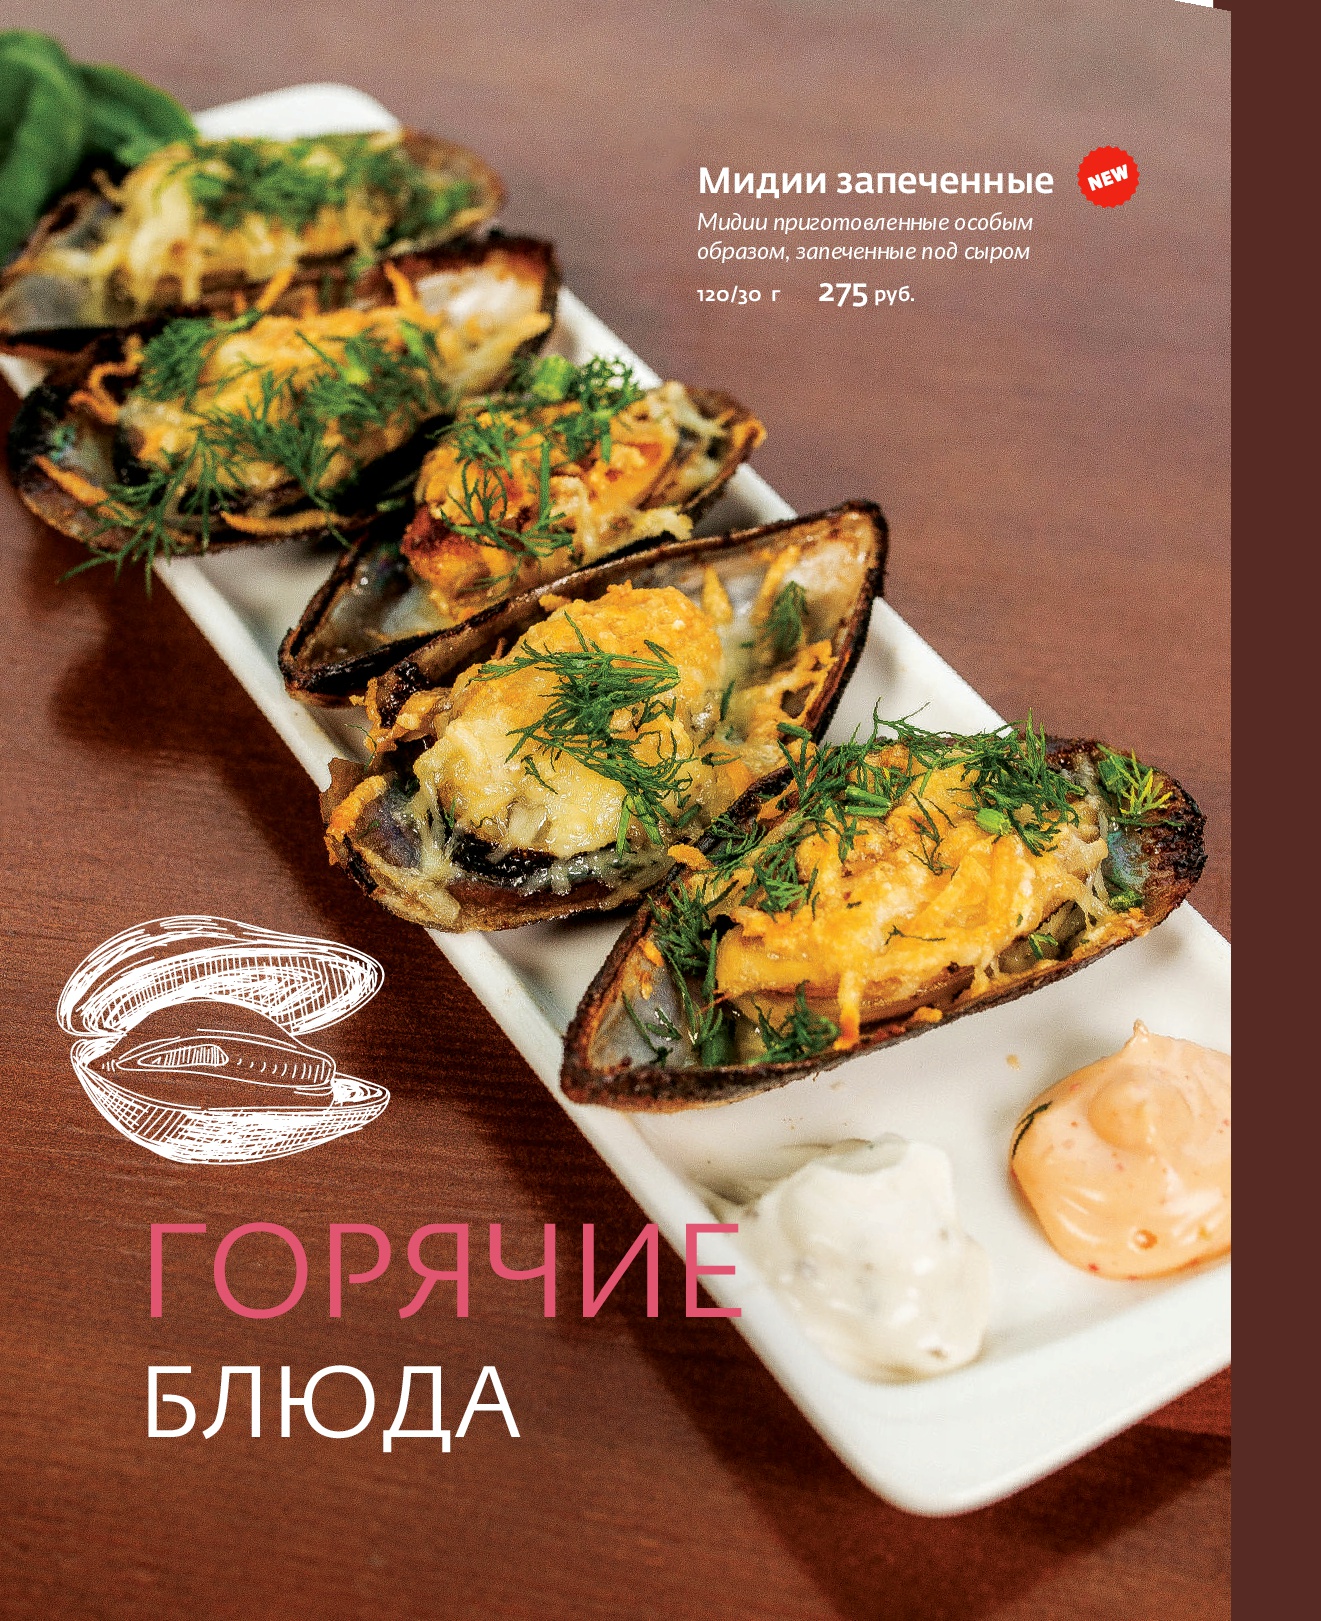 Мидии запеченные
NEW
Мидии приготовленные особым
образом, запеченные под сыром
120/30 г 275 руб.
ГОРЯЧИЕ
БЛЮДА